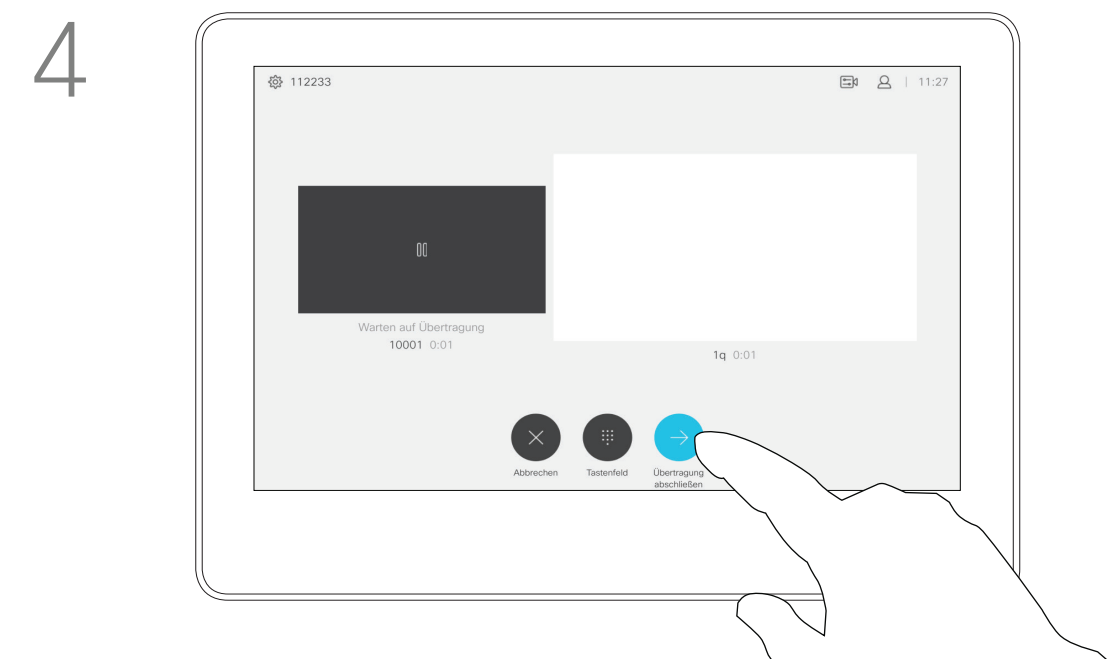 4
112233
11:27
Warten auf Übertragung
10001 0:01
1q 0:01
Abbrechen
Tastenfeld
Übertragung
abschließen